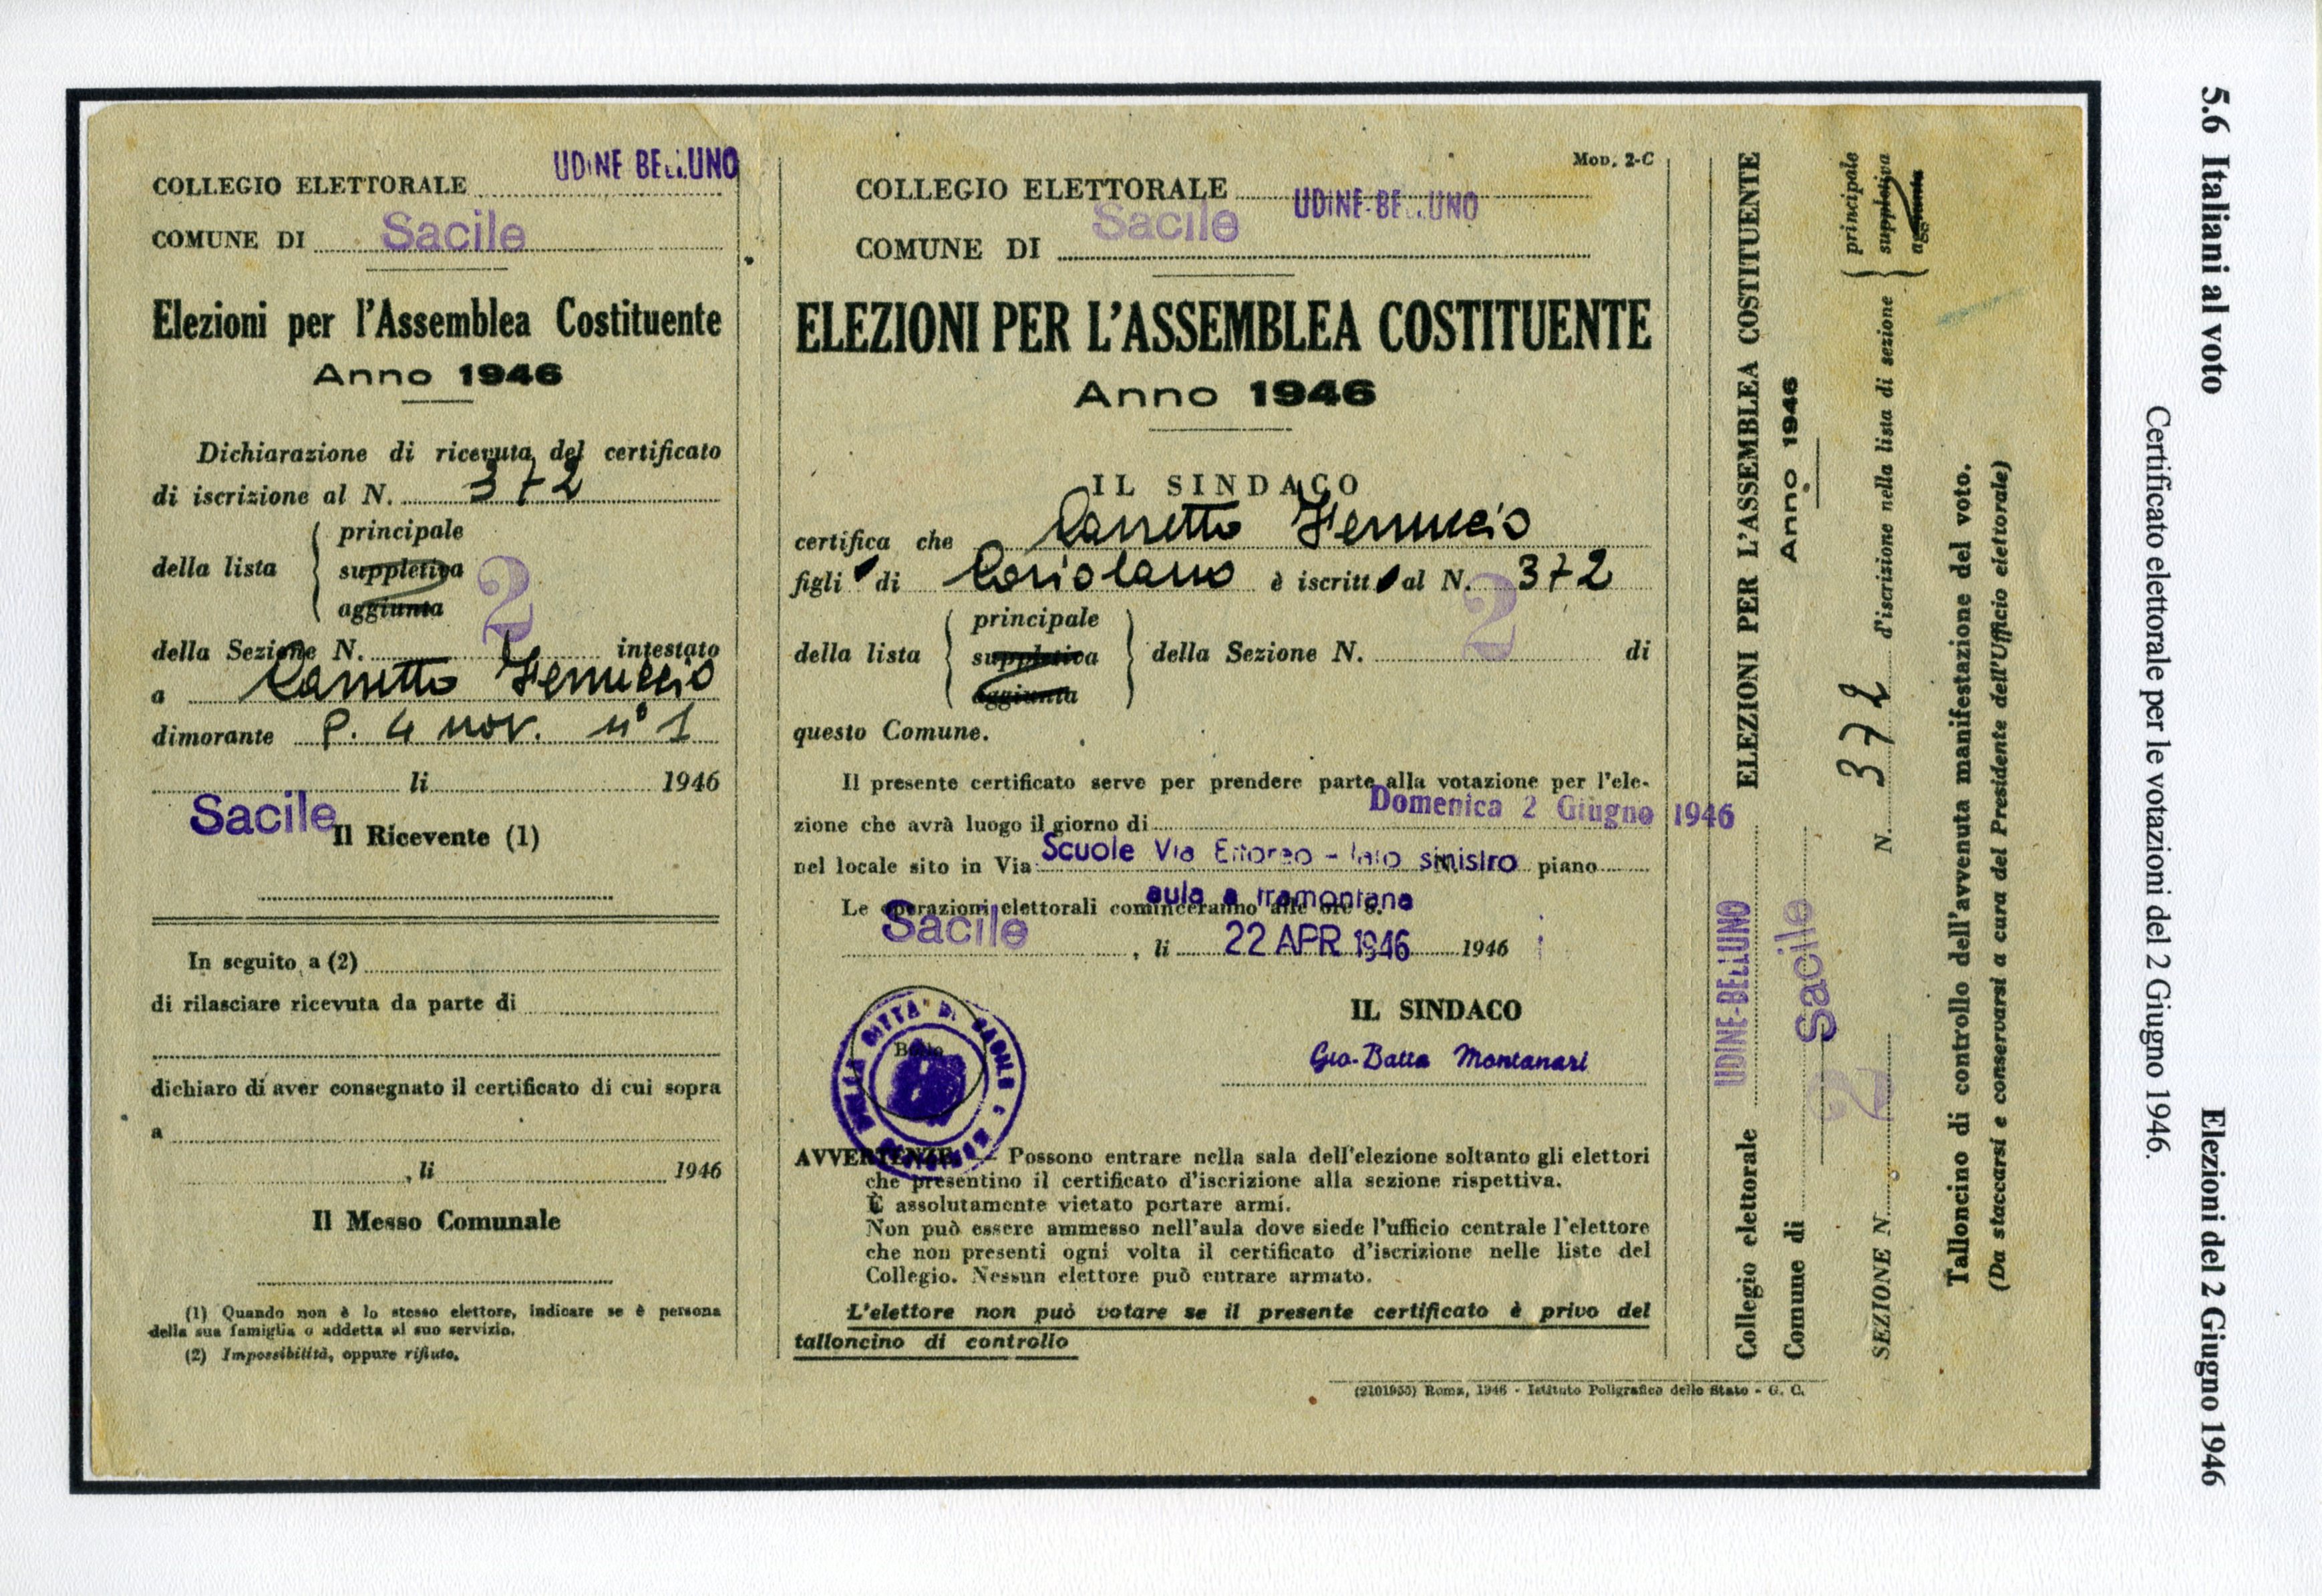 COLLEGIO ELETTORALE UDINE BELLUNO
COMUNE DI Sacile
Elezioni per l'Assemblea Costituente
Anno 1946
Dichiarazione di ricevuta del certificato
di iscrizione al N. 372
della lista
principale
suppletiva
aggiunta
2
della Sezione N. intestato
a Ferruccio
dimorante P. 4 nov. n° 1
li 1946
Sacile
Il Ricevente (1)
In seguito a (2)
di rilasciare ricevuta da parte di
dichiaro di aver consegnato il certificato di cui sopra
a
, li 1946
Il Messo Comunale
(1) Quando non è lo stesso elettore, indicare se è persona
della sua famiglia o addetta al suo servizio.
(2) Impossibilità, oppure rifiuto.
Mod. 2-C
COLLEGIO ELETTORALE UDINE-BELLUNO
COMUNE DI Sacile
ELEZIONI PER L'ASSEMBLEA COSTITUENTE
Anno 1946
IL SINDACO
certifica che Ferruccio
figli di Coriolano è iscritt al N. 372
della lista
principale
suppletiva
aggiunta
della Sezione N. 2 di
questo Comune.
Il presente certificato serve per prendere parte alla votazione per l'ele-
zione che avrà luogo il giorno di Domenica 2 Giugno 1946
nel locale sito in Via Scuole Via - lato sinistro piano
aula a tramontana
Le operazioni elettorali cominceranno alle ore
Sacile , li 22 APR 1946 1946
IL SINDACO
Gio-Batta Montanari
Bollo
AVVERTENZE. — Possono entrare nella sala dell'elezione soltanto gli elettori
che presentino il certificato d'iscrizione alla sezione rispettiva.
È assolutamente vietato portare armi.
Non può essere ammesso nell'aula dove siede l'ufficio centrale l'elettore
che non presenti ogni volta il certificato d'iscrizione nelle liste del
Collegio. Nessun elettore può entrare armato.
L'elettore non può votare se il presente certificato è privo del
talloncino di controllo
(2101955) Roma, 1946 - Istituto Poligrafico dello Stato - G. C.
Collegio elettorale UDINE-BELLUNO ELEZIONI PER L'ASSEMBLEA COSTITUENTE
Comune di Sacile Anno 1946
SEZIONE N. 2 N. 372 d'iscrizione nella lista di sezione
principale
suppletiva
aggiunta
Talloncino di controllo dell'avvenuta manifestazione del voto.
(Da staccarsi e conservarsi a cura del Presidente dell'Ufficio elettorale)
5.6 Italiani al voto Elezioni del 2 Giugno 1946
Certificato elettorale per le votazioni del 2 Giugno 1946.